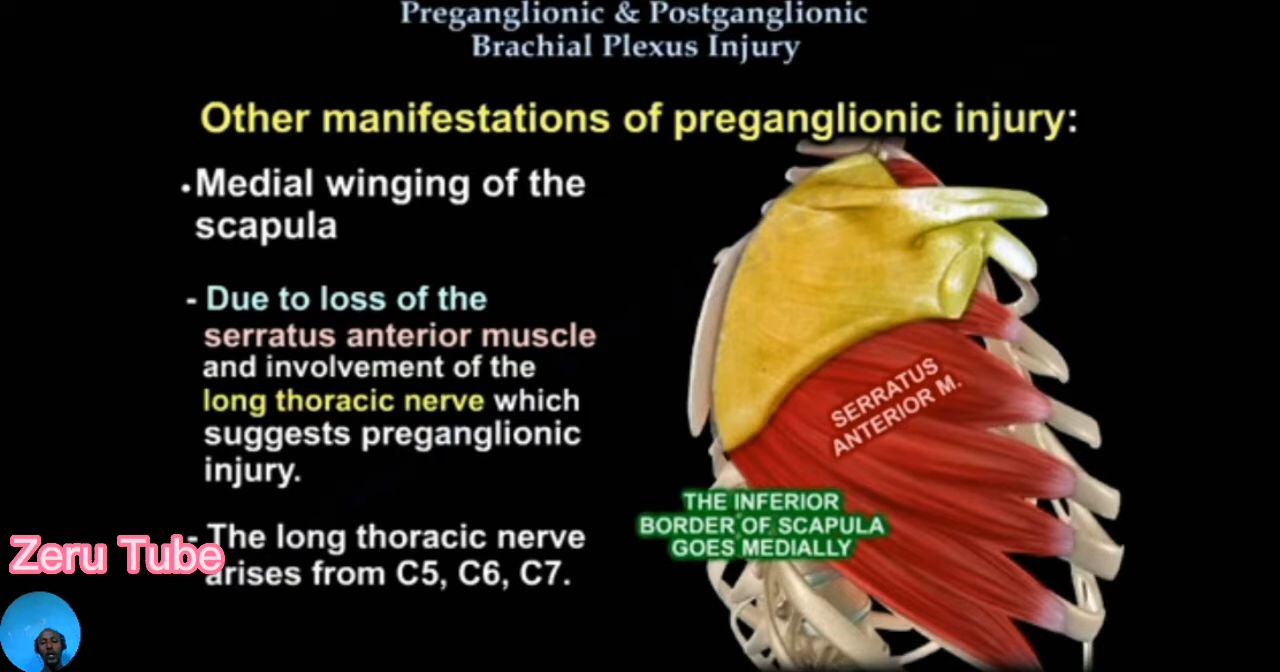 Preganglionic & Postganglionic
Brachial Plexus Injury
Other manifestations of preganglionic injury:
•Medial winging of the
scapula
- Due to loss of the
serratus anterior muscle
and involvement of the
long thoracic nerve which
suggests preganglionic
injury.
- The long thoracic nerve
arises from C5, C6, C7.
SERRATUS
ANTERIOR M.
THE INFERIOR
BORDER OF SCAPULA
GOES MEDIALLY
Zeru Tube